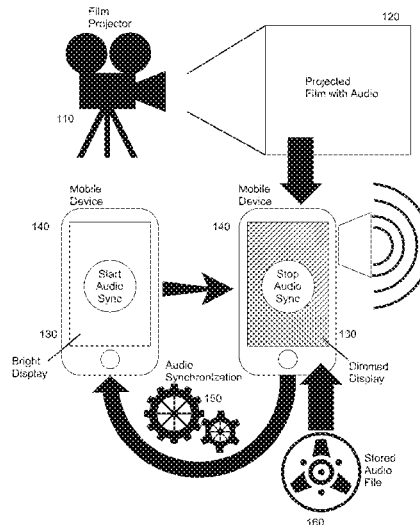 Film
Projector
120
Projected
Film with Audio
110
Mobile
Device
Mobile
Device
140
140
Start
Audio
Sync
Stop
Audio
Sync
130
130
Bright
Display
Audio
Synchronization
150
Dimmed
Display
Stored
Audio
File
160